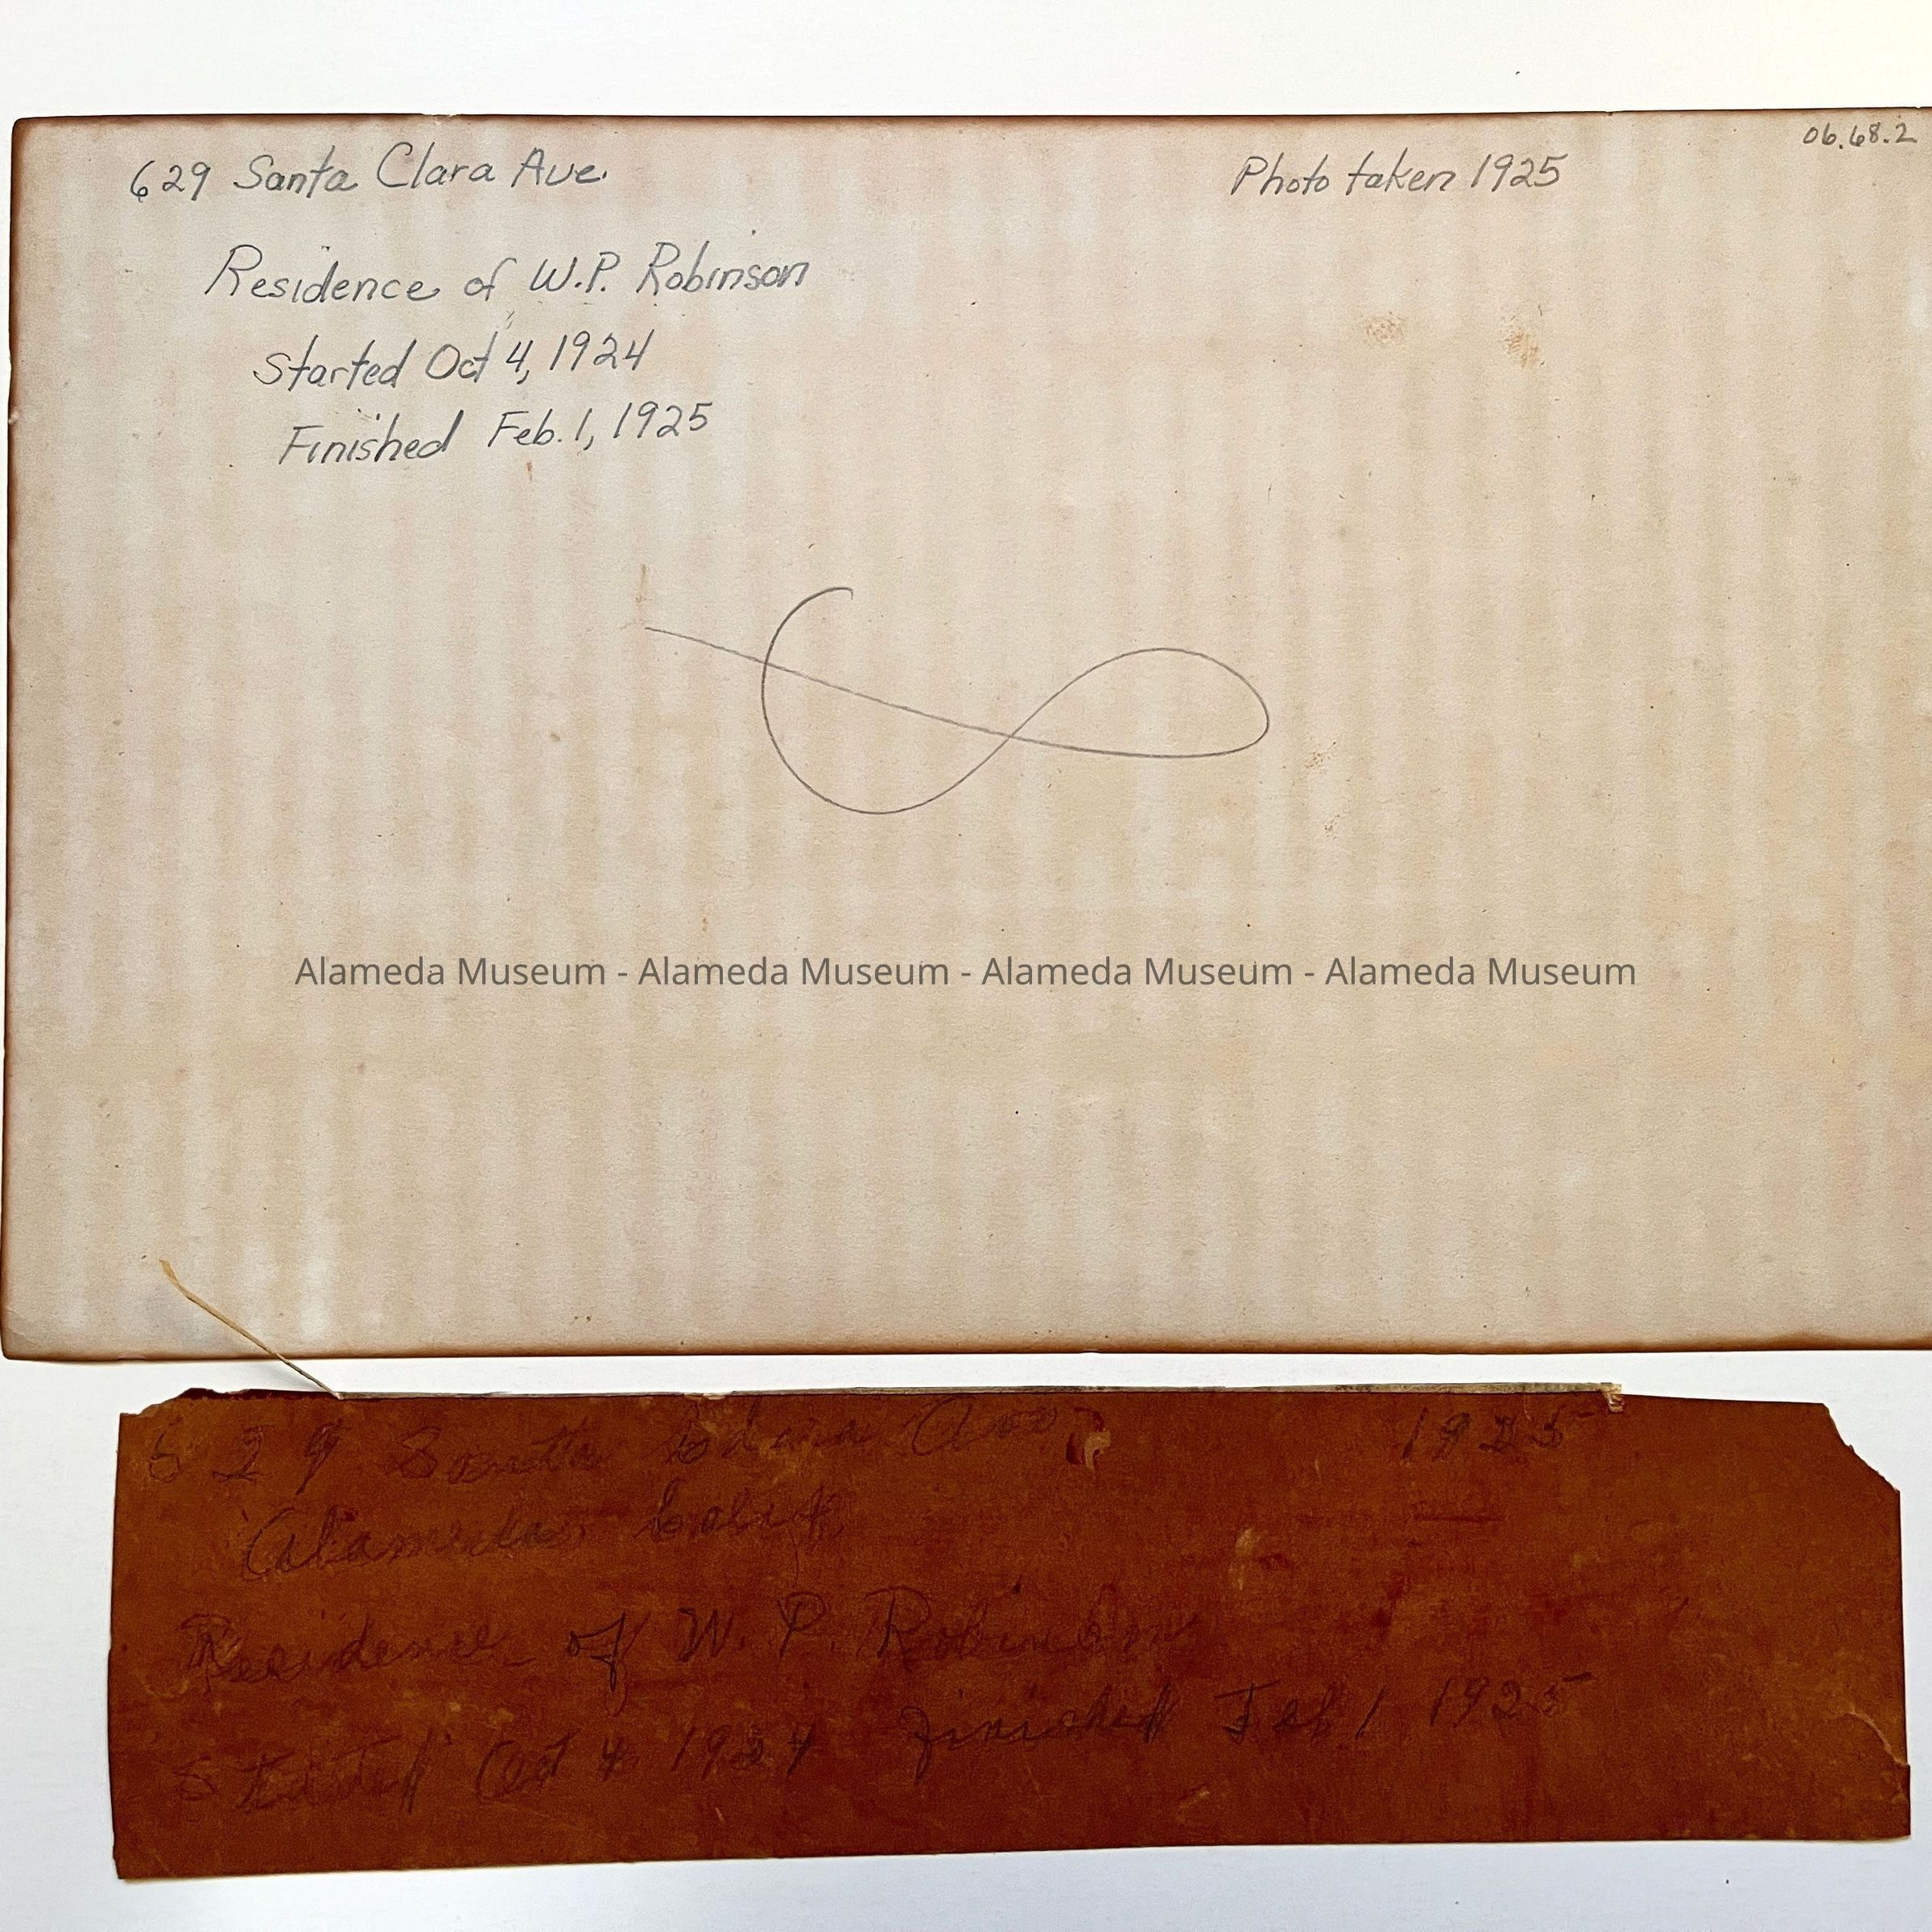 06.68.2
629 Santa Clara Ave. Photo taken 1925
Residence of W.P. Robinson
Started Oct 4, 1924
Finished Feb. 1, 1925
Alameda Museum - Alameda Museum - Alameda Museum - Alameda Museum
629 Santa Clara Ave 1925
Alameda Calif.
Residence of W. P. Robinson
Started Oct 4 1924 finished Feb 1 1925